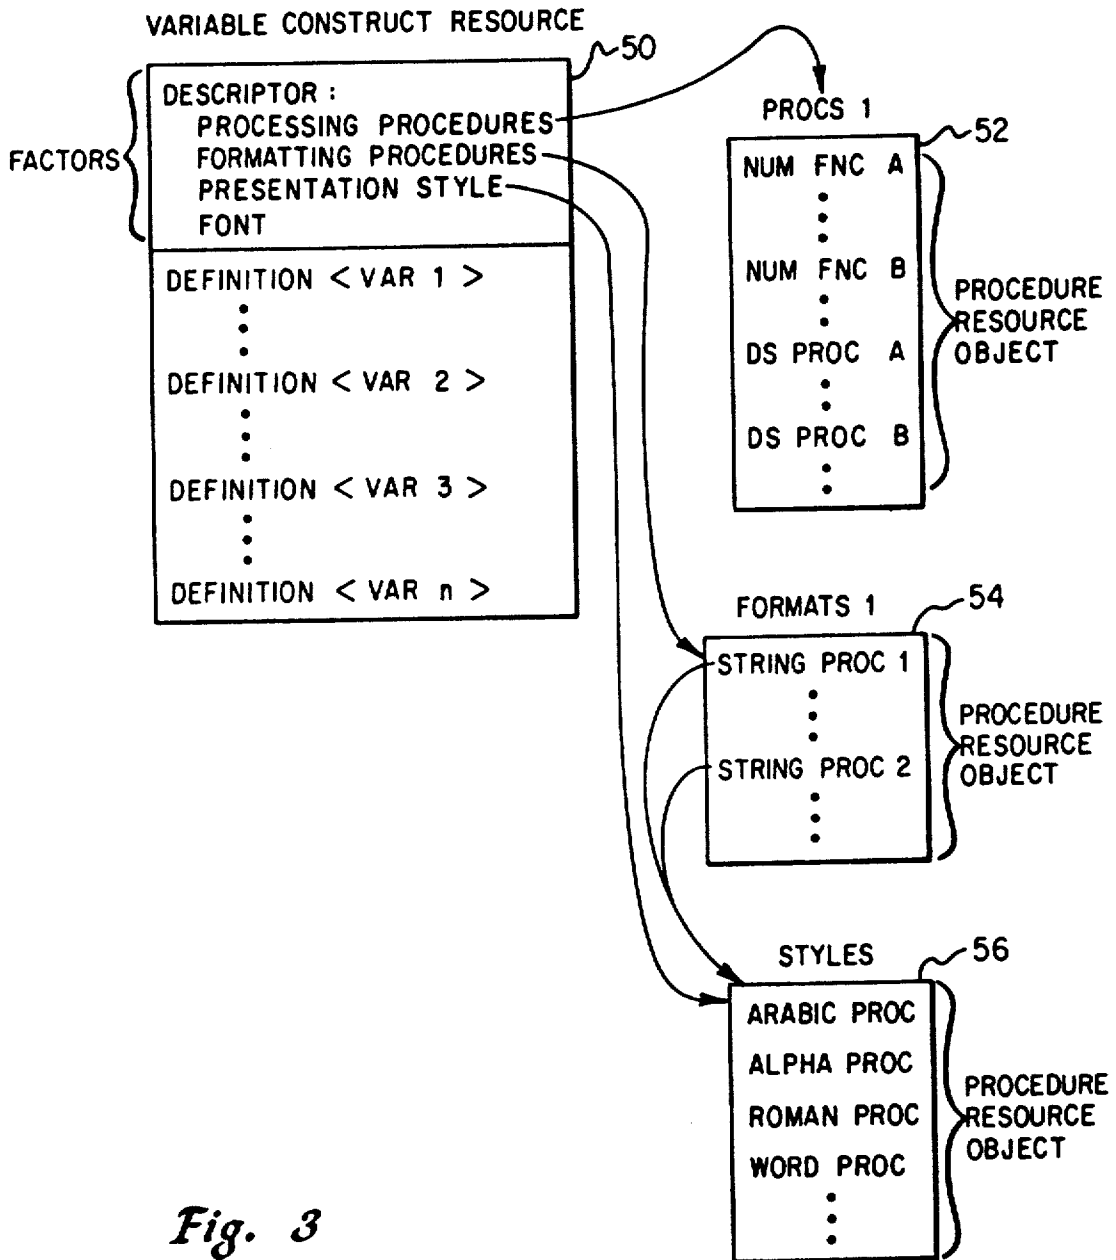 VARIABLE CONSTRUCT RESOURCE
50
FACTORS
DESCRIPTOR :
PROCESSING PROCEDURES
FORMATTING PROCEDURES
PRESENTATION STYLE
FONT
DEFINITION < VAR 1 >
DEFINITION < VAR 2 >
DEFINITION < VAR 3 >
DEFINITION < VAR n >
PROCS 1
52
NUM FNC A
NUM FNC B
DS PROC A
DS PROC B
PROCEDURE
RESOURCE
OBJECT
FORMATS 1
54
STRING PROC 1
STRING PROC 2
PROCEDURE
RESOURCE
OBJECT
STYLES
56
ARABIC PROC
ALPHA PROC
ROMAN PROC
WORD PROC
PROCEDURE
RESOURCE
OBJECT
Fig. 3